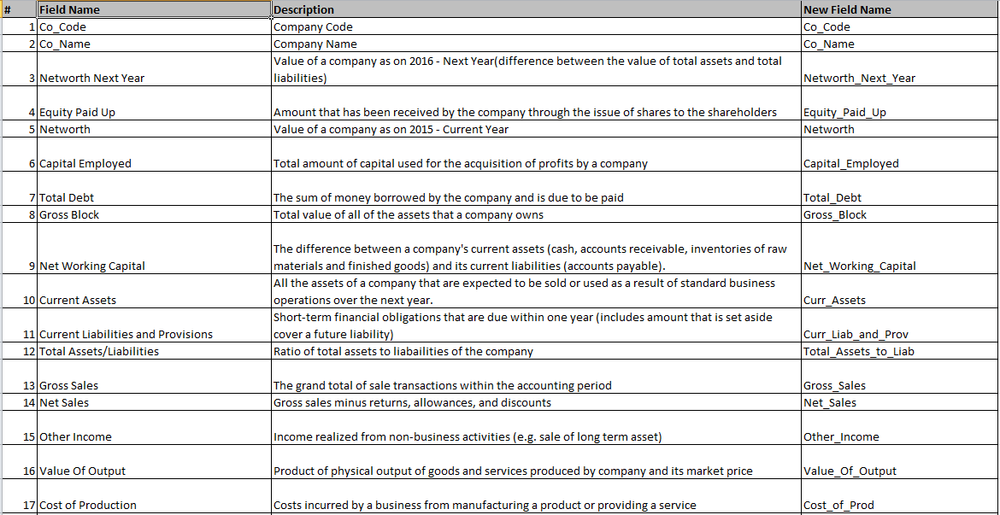 # Field Name Description New Field Name
1 Co_Code Company Code Co_Code
2 Co_Name Company Name Co_Name
Value of a company as on 2016 - Next Year(difference between the value of total assets and total
3 Networth Next Year liabilities) Networth_Next_Year
4 Equity Paid Up Amount that has been received by the company through the issue of shares to the shareholders Equity_Paid_Up
5 Networth Value of a company as on 2015 - Current Year Networth
6 Capital Employed Total amount of capital used for the acquisition of profits by a company Capital_Employed
7 Total Debt The sum of money borrowed by the company and is due to be paid Total_Debt
8 Gross Block Total value of all of the assets that a company owns Gross_Block
The difference between a company's current assets (cash, accounts receivable, inventories of raw
9 Net Working Capital materials and finished goods) and its current liabilities (accounts payable). Net_Working_Capital
All the assets of a company that are expected to be sold or used as a result of standard business
10 Current Assets operations over the next year. Curr_Assets
Short-term financial obligations that are due within one year (includes amount that is set aside
11 Current Liabilities and Provisions cover a future liability) Curr_Liab_and_Prov
12 Total Assets/Liabilities Ratio of total assets to liabailities of the company Total_Assets_to_Liab
13 Gross Sales The grand total of sale transactions within the accounting period Gross_Sales
14 Net Sales Gross sales minus returns, allowances, and discounts Net_Sales
15 Other Income Income realized from non-business activities (e.g. sale of long term asset) Other_Income
16 Value Of Output Product of physical output of goods and services produced by company and its market price Value_Of_Output
17 Cost of Production Costs incurred by a business from manufacturing a product or providing a service Cost_of_Prod